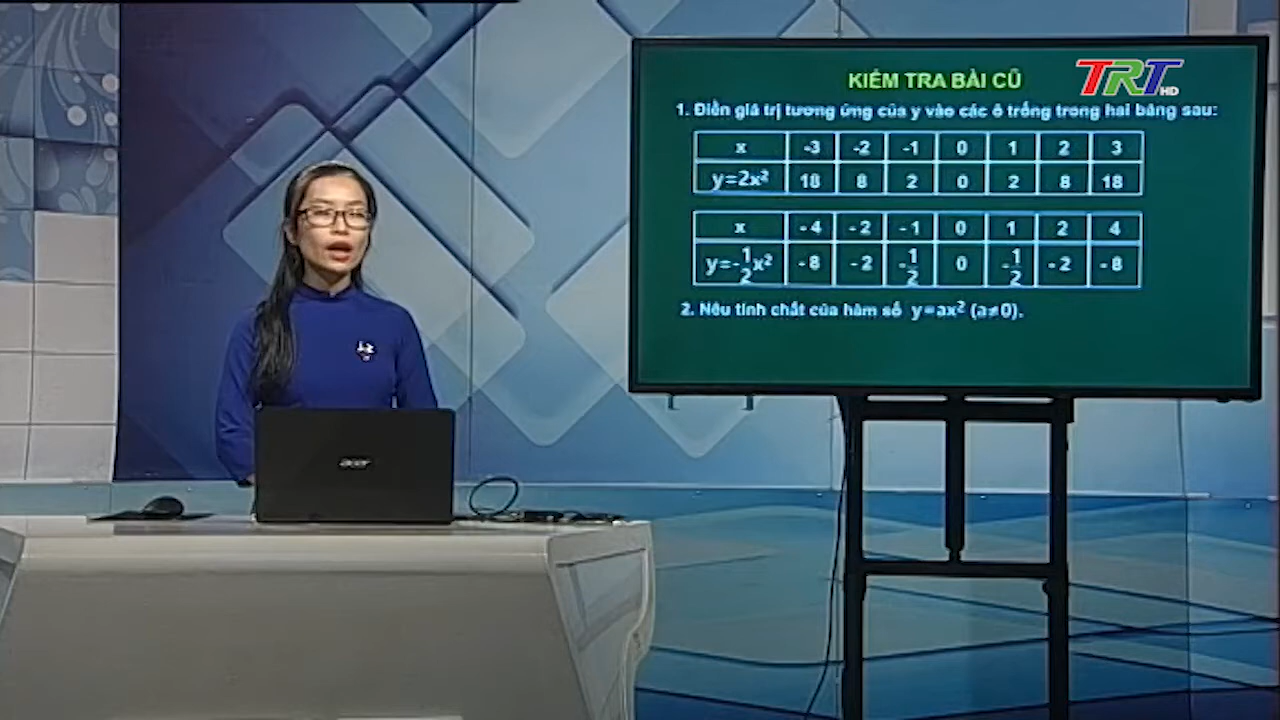 TRT HD
KIỂM TRA BÀI CŨ
1. Điền giá trị tương ứng của y vào các ô trống trong hai bảng sau:
x -3 -2 -1 0 1 2 3
y=2x² 18 8 2 0 2 8 18
x -4 -2 -1 0 1 2 4
y=-1/2x² -8 -2 -1/2 0 -1/2 -2 -8
2. Nêu tính chất của hàm số y=ax² (a≠0).
acer